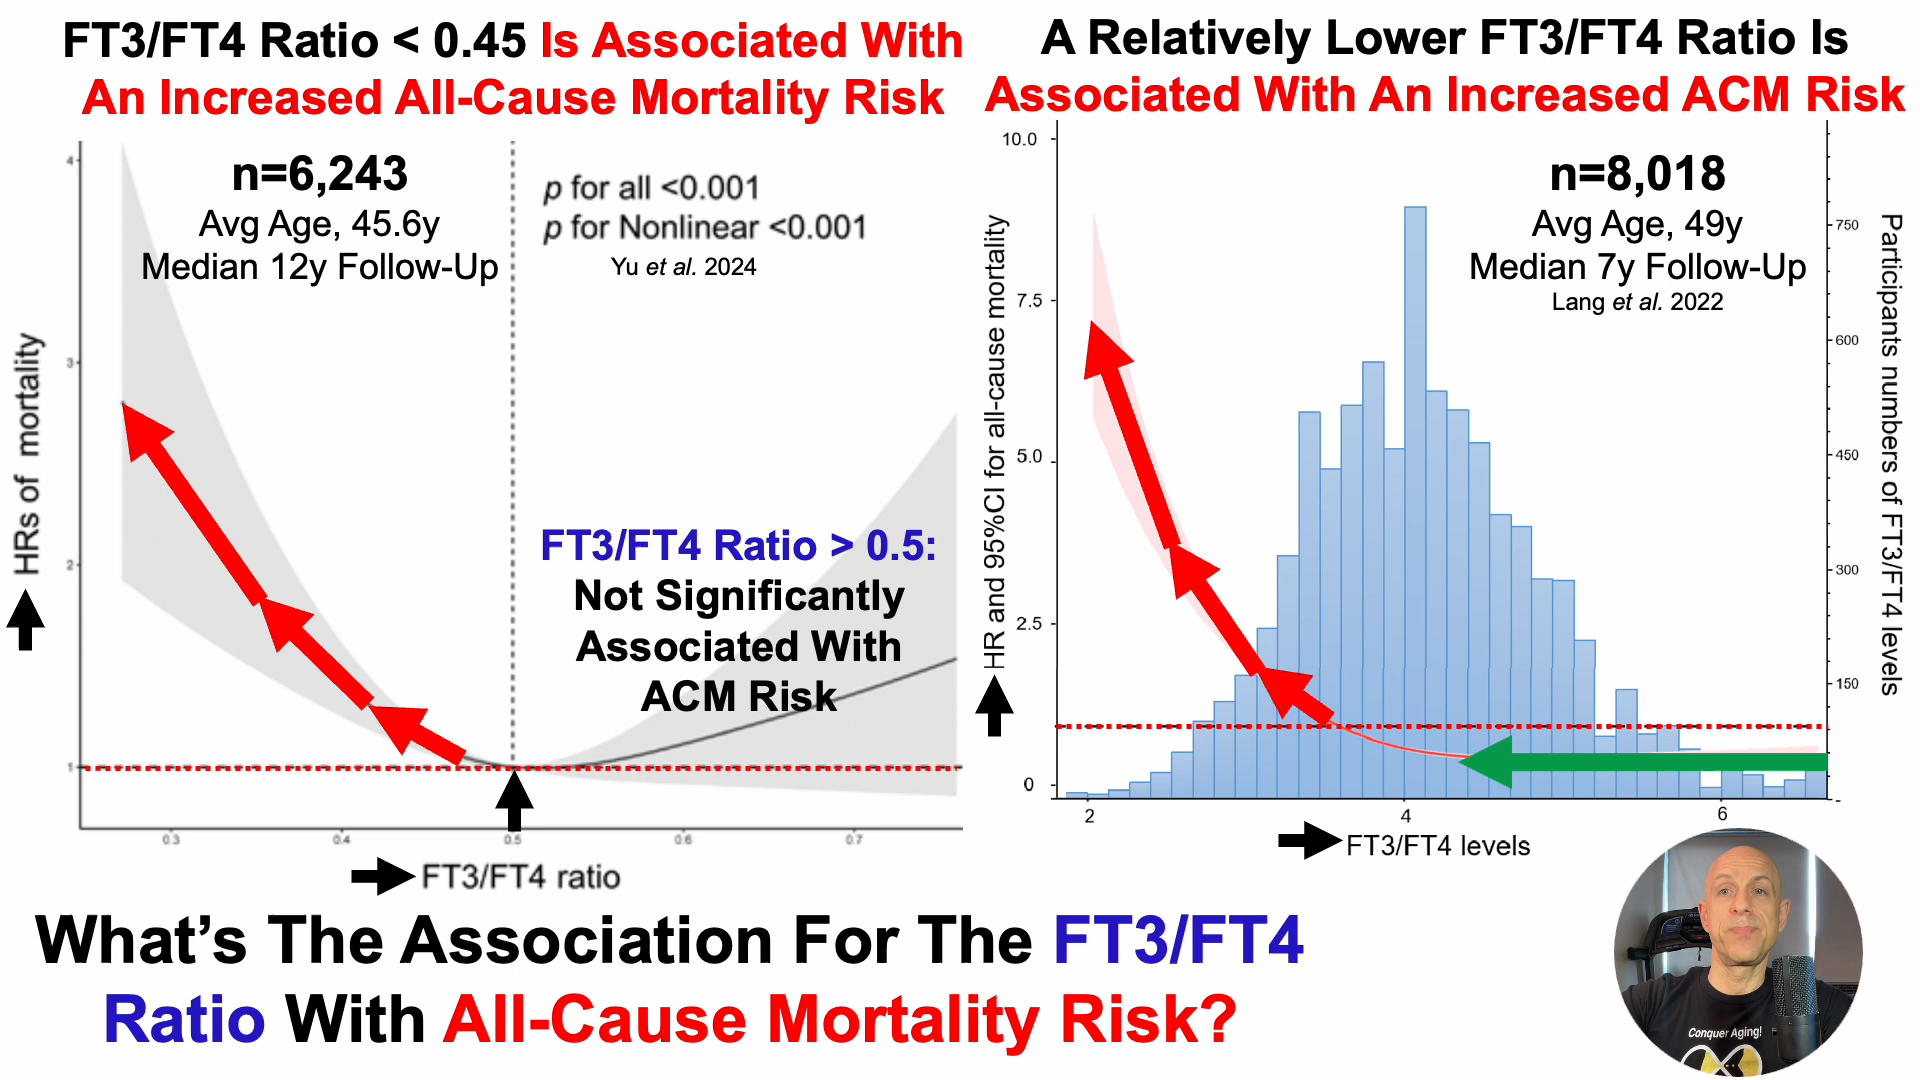 FT3/FT4 Ratio < 0.45 Is Associated With
An Increased All-Cause Mortality Risk
n=6,243
Avg Age, 45.6y
Median 12y Follow-Up
p for all <0.001
p for Nonlinear <0.001
Yu et al. 2024
FT3/FT4 Ratio > 0.5:
Not Significantly
Associated With
ACM Risk
HRs of mortality
4
3
2
1
0.3
0.4
0.5
0.6
0.7
FT3/FT4 ratio
A Relatively Lower FT3/FT4 Ratio Is
Associated With An Increased ACM Risk
n=8,018
Avg Age, 49y
Median 7y Follow-Up
Lang et al. 2022
HR and 95%CI for all-cause mortality
10.0
7.5
5.0
2.5
0
750
600
450
300
150
-
Participants numbers of FT3/FT4 levels
2
4
6
FT3/FT4 levels
What's The Association For The FT3/FT4
Ratio With All-Cause Mortality Risk?
Conquer Aging!